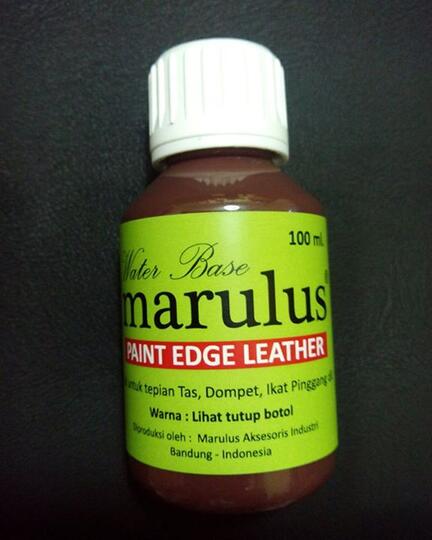 100 ml.
Water Base
marulus®
PAINT EDGE LEATHER
untuk tepian Tas, Dompet, Ikat Pinggang
Warna : Lihat tutup botol
Diproduksi oleh : Marulus Aksesoris Industri
Bandung - Indonesia